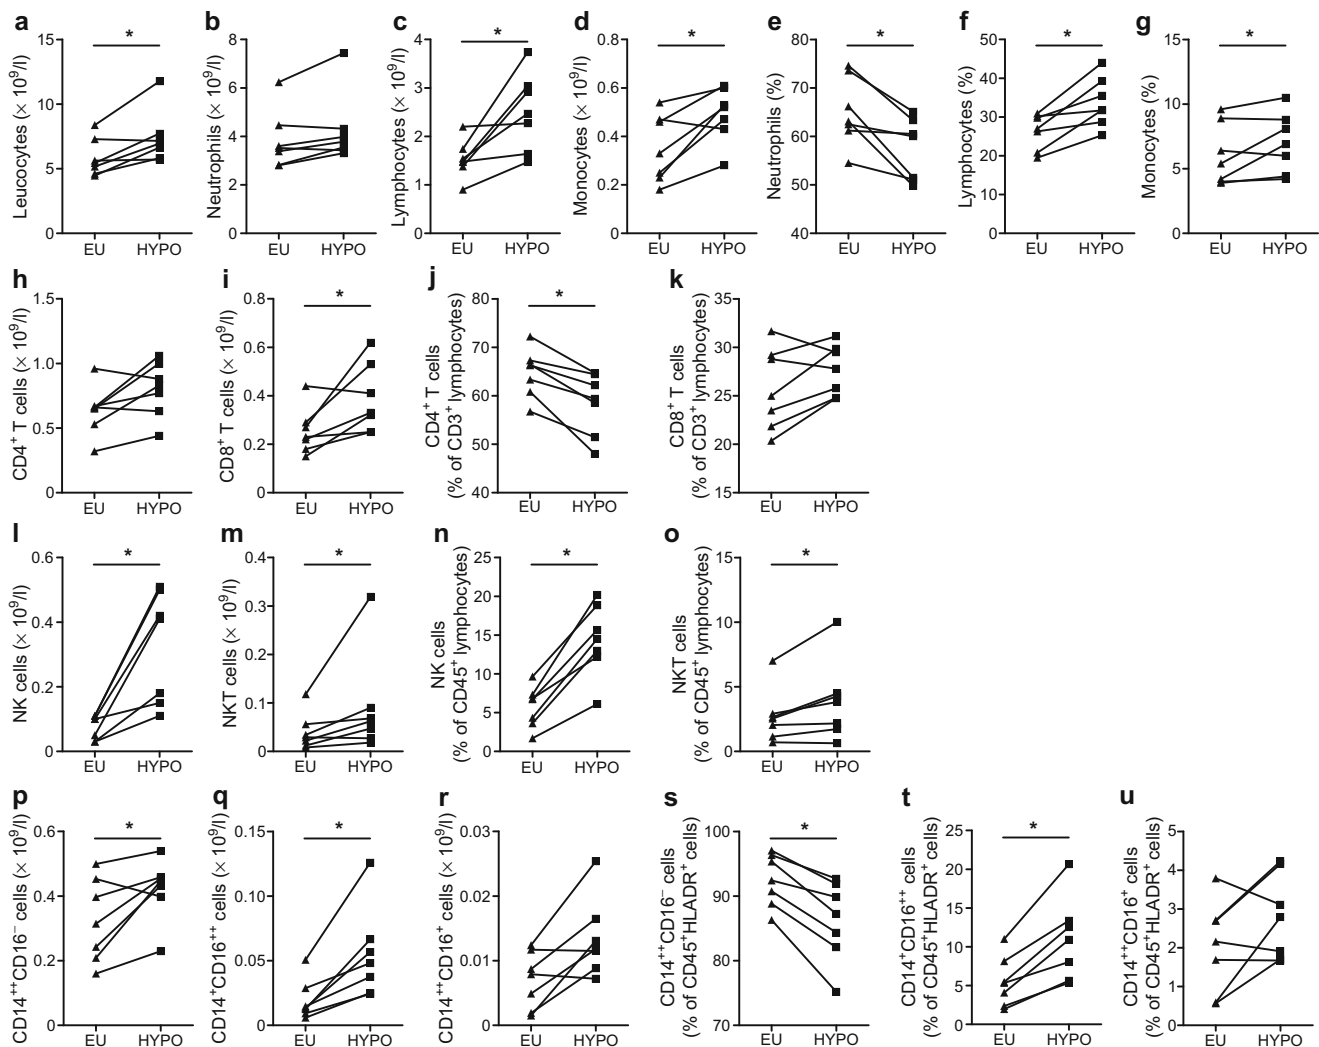 a
b
c
d
e
f
g
Leucocytes (× 10⁹/l)
15
10
5
0
*
EU HYPO
Neutrophils (× 10⁹/l)
8
6
4
2
0
EU HYPO
Lymphocytes (× 10⁹/l)
4
3
2
1
0
*
EU HYPO
Monocytes (× 10⁹/l)
0.8
0.6
0.4
0.2
0
*
EU HYPO
Neutrophils (%)
80
70
60
50
40
*
EU HYPO
Lymphocytes (%)
50
40
30
20
10
0
*
EU HYPO
Monocytes (%)
15
10
5
0
*
EU HYPO
h
i
j
k
CD4⁺ T cells (× 10⁹/l)
1.5
1.0
0.5
0
EU HYPO
CD8⁺ T cells (× 10⁹/l)
0.8
0.6
0.4
0.2
0
*
EU HYPO
CD4⁺ T cells
(% of CD3⁺ lymphocytes)
80
70
60
50
40
*
EU HYPO
CD8⁺ T cells
(% of CD3⁺ lymphocytes)
35
30
25
20
15
EU HYPO
l
m
n
o
NK cells (× 10⁹/l)
0.6
0.4
0.2
0
*
EU HYPO
NKT cells (× 10⁹/l)
0.4
0.3
0.2
0.1
0
*
EU HYPO
NK cells
(% of CD45⁺ lymphocytes)
25
20
15
10
5
0
*
EU HYPO
NKT cells
(% of CD45⁺ lymphocytes)
15
10
5
0
*
EU HYPO
p
q
r
s
t
u
CD14⁺⁺CD16⁻ cells (× 10⁹/l)
0.6
0.4
0.2
0
*
EU HYPO
CD14⁺CD16⁺⁺ cells (× 10⁹/l)
0.15
0.10
0.05
0
*
EU HYPO
CD14⁺⁺CD16⁺ cells (× 10⁹/l)
0.03
0.02
0.01
0
EU HYPO
CD14⁺⁺CD16⁻ cells
(% of CD45⁺HLADR⁺ cells
100
90
80
70
*
EU HYPO
CD14⁺CD16⁺⁺ cells
(% of CD45⁺HLADR⁺ cells
25
20
15
10
5
0
*
EU HYPO
CD14⁺⁺CD16⁺ cells
(% of CD45⁺HLADR⁺ cells
5
4
3
2
1
0
EU HYPO